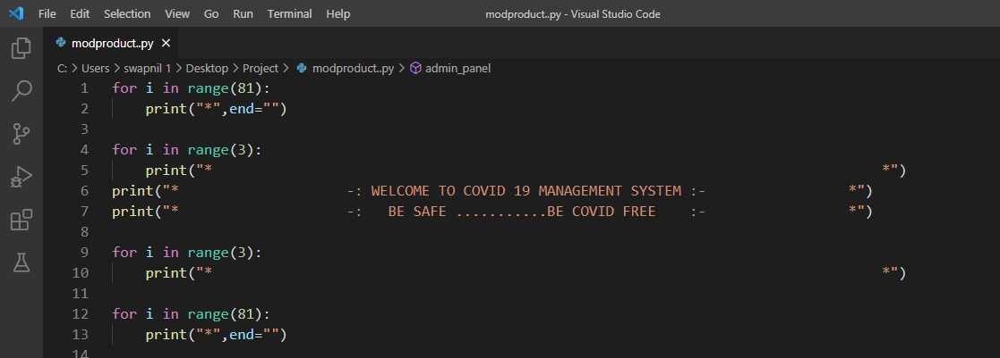 File Edit Selection View Go Run Terminal Help modproduct..py - Visual Studio Code
modproduct..py ×
C: > Users > swapnil 1 > Desktop > Project > modproduct..py > admin_panel
1 for i in range(81):
2     print("*",end="")
3
4 for i in range(3):
5     print("*                                                                                *")
6 print("*                    -: WELCOME TO COVID 19 MANAGEMENT SYSTEM :-                 *")
7 print("*                    -:   BE SAFE ...........BE COVID FREE    :-                 *")
8
9 for i in range(3):
10     print("*                                                                                *")
11
12 for i in range(81):
13     print("*",end="")
14